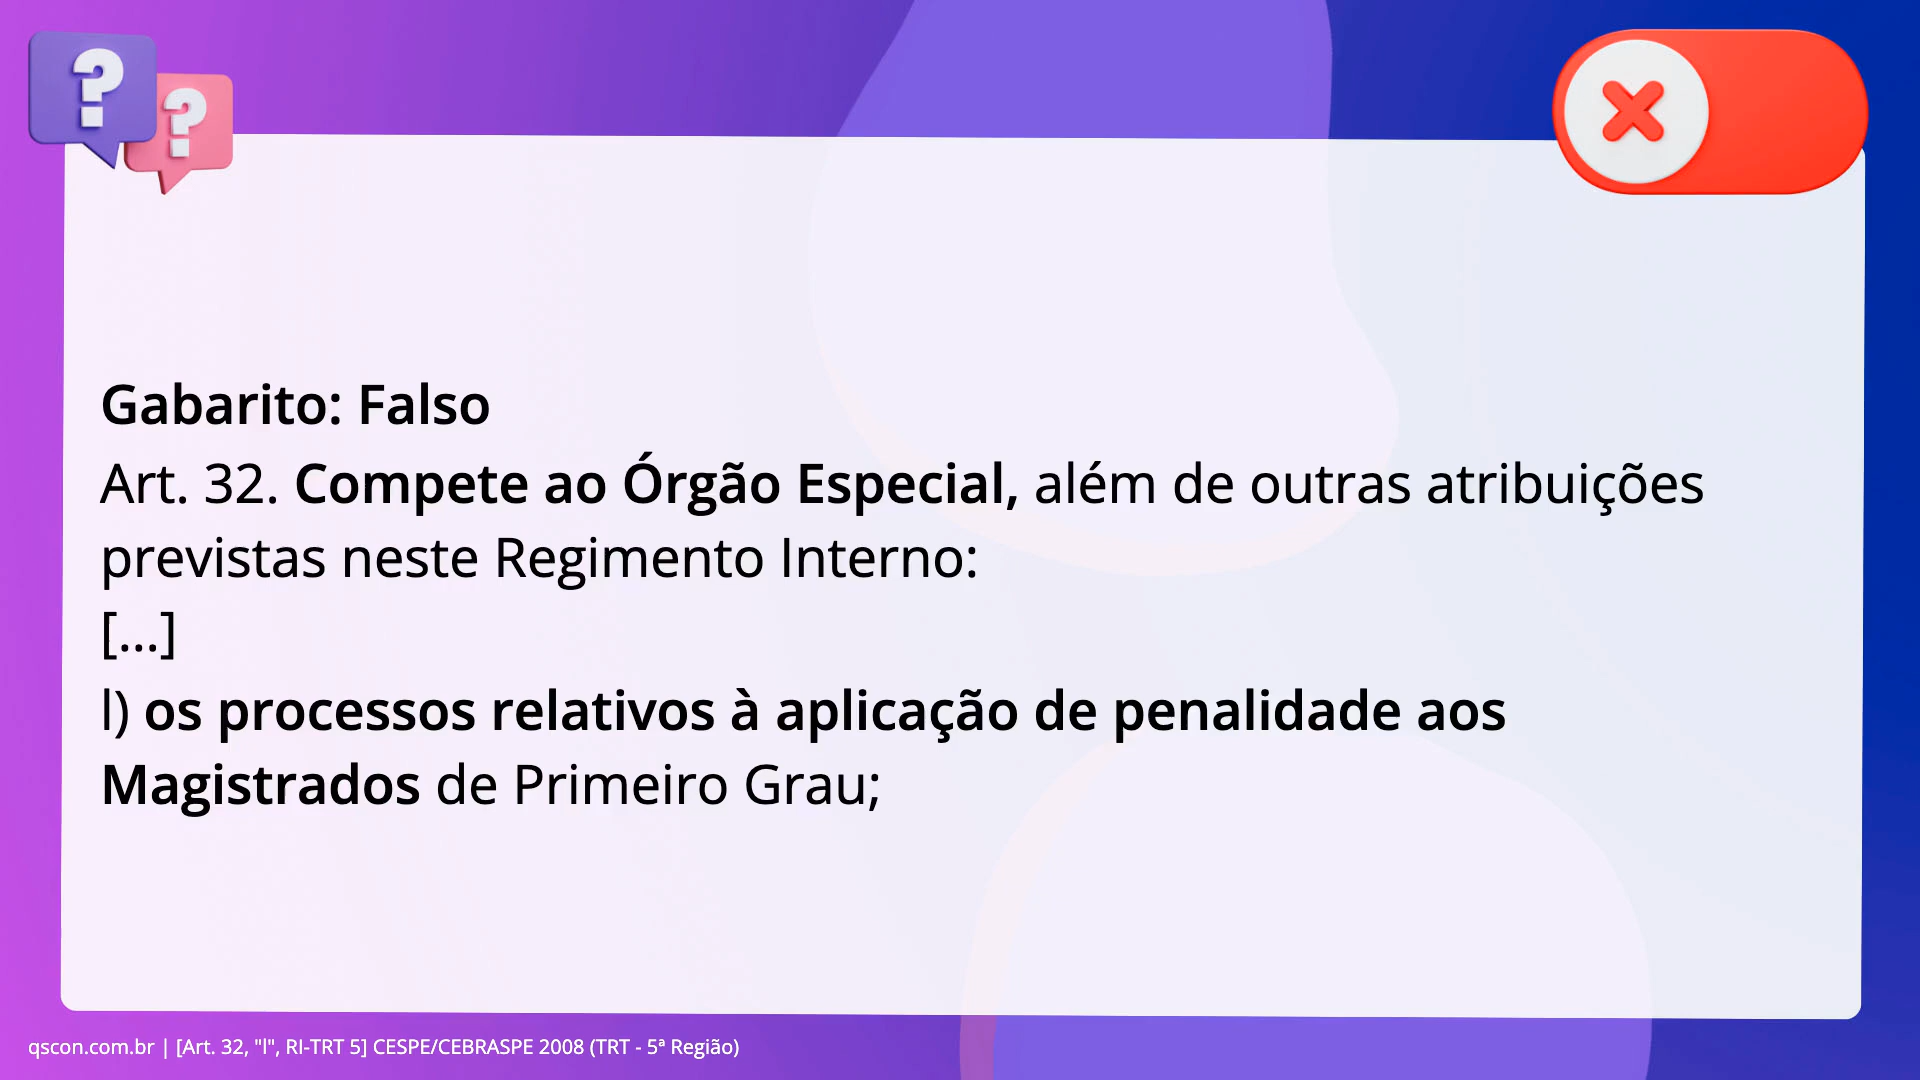 ?
?
Gabarito: Falso
Art. 32. Compete ao Órgão Especial, além de outras atribuições
previstas neste Regimento Interno:
[...]
l) os processos relativos à aplicação de penalidade aos
Magistrados de Primeiro Grau;
qscon.com.br | [Art. 32, "l", RI-TRT 5] CESPE/CEBRASPE 2008 (TRT - 5ª Região)